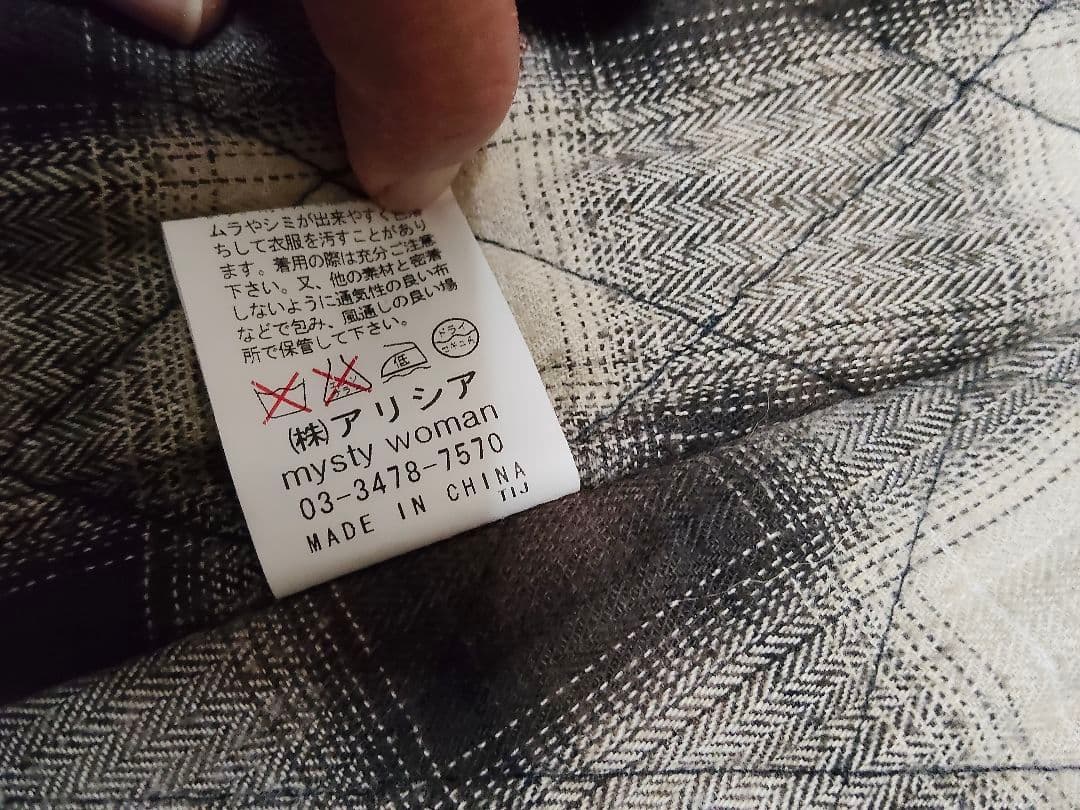 ムラやシミが出来やすく色落
ちして衣服を汚すことがあり
ます。着用の際は充分ご注意
下さい。又、他の素材と密着
しないように通気性の良い布
などで包み、風通しの良い場
所で保管して下さい。
低 ドライ
(株)アリシア
mysty woman
03-3478-7570
MADE IN CHINA
TIJ